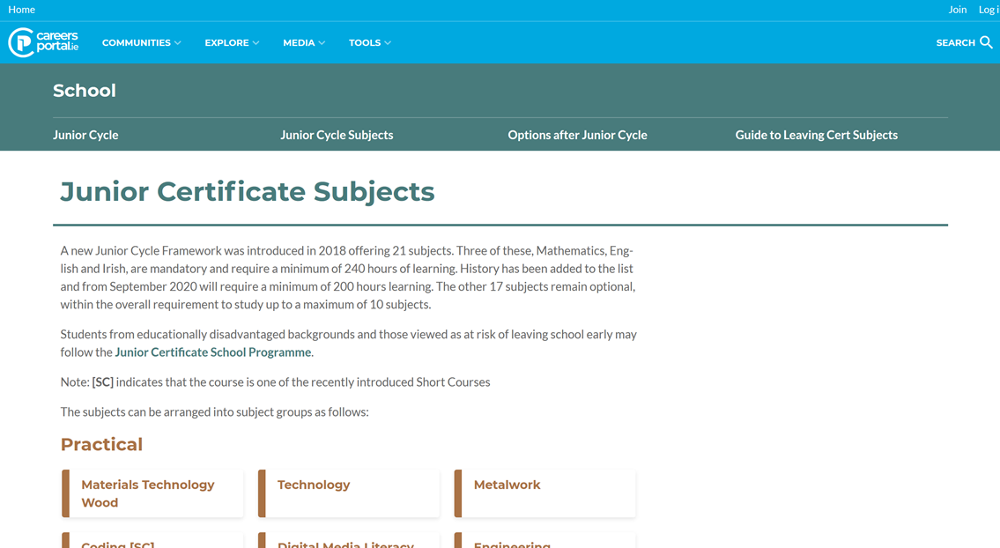 Home
Join
Log i
careers
portal.ie
COMMUNITIES
EXPLORE
MEDIA
TOOLS
SEARCH
School
Junior Cycle
Junior Cycle Subjects
Options after Junior Cycle
Guide to Leaving Cert Subjects
Junior Certificate Subjects
A new Junior Cycle Framework was introduced in 2018 offering 21 subjects. Three of these, Mathematics, Eng-
lish and Irish, are mandatory and require a minimum of 240 hours of learning. History has been added to the list
and from September 2020 will require a minimum of 200 hours learning. The other 17 subjects remain optional,
within the overall requirement to study up to a maximum of 10 subjects.
Students from educationally disadvantaged backgrounds and those viewed as at risk of leaving school early may
follow the Junior Certificate School Programme.
Note: [SC] indicates that the course is one of the recently introduced Short Courses
The subjects can be arranged into subject groups as follows:
Practical
Materials Technology
Wood
Technology
Metalwork
Coding [SC]
Digital Media Literacy
Engineering